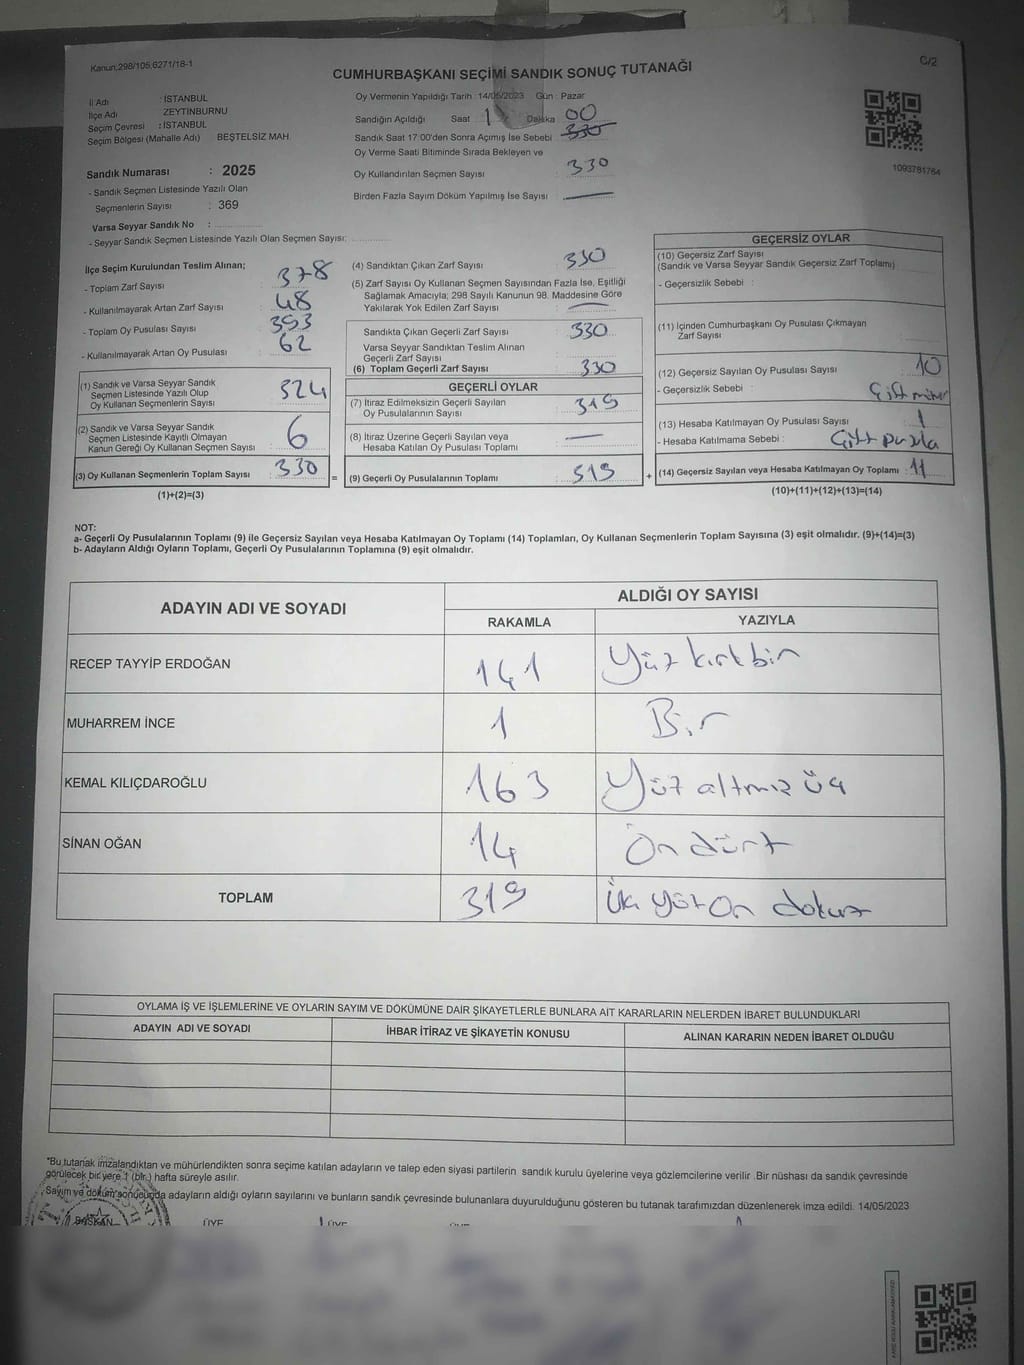 Kanun:298/105;6271/18-1
C/2
CUMHURBAŞKANI SEÇİMİ SANDIK SONUÇ TUTANAĞI
İl Adı : İSTANBUL
İlçe Adı ZEYTİNBURNU
Seçim Çevresi : İSTANBUL
Seçim Bölgesi (Mahalle Adı) BEŞTELSİZ MAH.
Sandık Numarası : 2025
- Sandık Seçmen Listesinde Yazılı Olan
Seçmenlerin Sayısı : 369
Varsa Seyyar Sandık No :
- Seyyar Sandık Seçmen Listesinde Yazılı Olan Seçmen Sayısı:
Oy Vermenin Yapıldığı Tarih : 14/05/2023 Gün : Pazar
Sandığın Açıldığı Saat : Dakika 00
Sandık Saat 17:00'den Sonra Açımış İse Sebebi : 330
Oy Verme Saati Bitiminde Sırada Bekleyen ve
Oy Kullandırılan Seçmen Sayısı 330
Birden Fazla Sayım Döküm Yapılmış İse Sayısı :
1093781764
İlçe Seçim Kurulundan Teslim Alınan;
- Toplam Zarf Sayısı : 378
- Kullanılmayarak Artan Zarf Sayısı : 48
- Toplam Oy Pusulası Sayısı : 393
- Kullanılmayarak Artan Oy Pusulası : 62
(1) Sandık ve Varsa Seyyar Sandık
Seçmen Listesinde Yazılı Olup
Oy Kullanan Seçmenlerin Sayısı 324
(2) Sandık ve Varsa Seyyar Sandık
Seçmen Listesinde Kayıtlı Olmayan
Kanun Gereği Oy Kullanan Seçmen Sayısı 6
(3) Oy Kullanan Seçmenlerin Toplam Sayısı : 330
(1)+(2)=(3)
(4) Sandıktan Çıkan Zarf Sayısı 330
(5) Zarf Sayısı Oy Kullanan Seçmen Sayısından Fazla İse, Eşitliği
Sağlamak Amacıyla; 298 Sayılı Kanunun 98. Maddesine Göre
Yakılarak Yok Edilen Zarf Sayısı :
Sandıkta Çıkan Geçerli Zarf Sayısı 330
Varsa Seyyar Sandıktan Teslim Alınan
Geçerli Zarf Sayısı
(6) Toplam Geçerli Zarf Sayısı 330
GEÇERLİ OYLAR
(7) İtiraz Edilmeksizin Geçerli Sayılan
Oy Pusulalarının Sayısı 319
(8) İtiraz Üzerine Geçerli Sayılan veya
Hesaba Katılan Oy Pusulası Toplamı
= (9) Geçerli Oy Pusulalarının Toplamı 319
GEÇERSİZ OYLAR
(10) Geçersiz Zarf Sayısı
(Sandık ve Varsa Seyyar Sandık Geçersiz Zarf Toplamı)
- Geçersizlik Sebebi :
(11) İçinden Cumhurbaşkanı Oy Pusulası Çıkmayan
Zarf Sayısı
(12) Geçersiz Sayılan Oy Pusulası Sayısı 10
- Geçersizlik Sebebi : Çift
(13) Hesaba Katılmayan Oy Pusulası Sayısı 1
- Hesaba Katılmama Sebebi : Çift pusula
+ (14) Geçersiz Sayılan veya Hesaba Katılmayan Oy Toplamı : 11
(10)+(11)+(12)+(13)=(14)
NOT:
a- Geçerli Oy Pusulalarının Toplamı (9) ile Geçersiz Sayılan veya Hesaba Katılmayan Oy Toplamı (14) Toplamları, Oy Kullanan Seçmenlerin Toplam Sayısına (3) eşit olmalıdır. (9)+(14)=(3)
b- Adayların Aldığı Oyların Toplamı, Geçerli Oy Pusulalarının Toplamına (9) eşit olmalıdır.
ADAYIN ADI VE SOYADI ALDIĞI OY SAYISI
RAKAMLA YAZIYLA
RECEP TAYYİP ERDOĞAN 141 Yüz kırk bir
MUHARREM İNCE 1 Bir
KEMAL KILIÇDAROĞLU 163 Yüz altmız üç
SİNAN OĞAN 14 Ön dürt
TOPLAM 319 Üç yüz On dokuz
OYLAMA İŞ VE İŞLEMLERİNE VE OYLARIN SAYIM VE DÖKÜMÜNE DAİR ŞİKAYETLERLE BUNLARA AİT KARARLARIN NELERDEN İBARET BULUNDUKLARI
ADAYIN ADI VE SOYADI İHBAR İTİRAZ VE ŞİKAYETİN KONUSU ALINAN KARARIN NEDEN İBARET OLDUĞU
"Bu tutanak imzalandıktan ve mühürlendikten sonra seçime katılan adayların ve talep eden siyasi partilerin sandık kurulu üyelerine veya gözlemcilerine verilir .Bir nüshası da sandık çevresinde
görülecek bir yere 1 (bir.) hafta süreyle asılır.
Sayım ve döküm sonucunda adayların aldığı oyların sayılarını ve bunların sandık çevresinde bulunanlara duyurulduğunu gösteren bu tutanak tarafımızdan düzenlenerek imza edildi. 14/05/2023
BAŞKAN ÜYE ÜYE